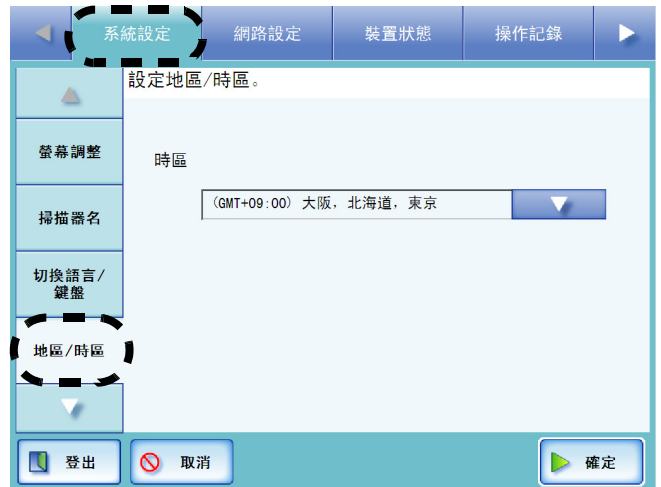 系統設定
網路設定
裝置狀態
操作記錄
設定地區/時區。
螢幕調整
掃描器名
切換語言/
鍵盤
地區/時區
時區
(GMT+09:00) 大阪，北海道，東京
登出
取消
確定